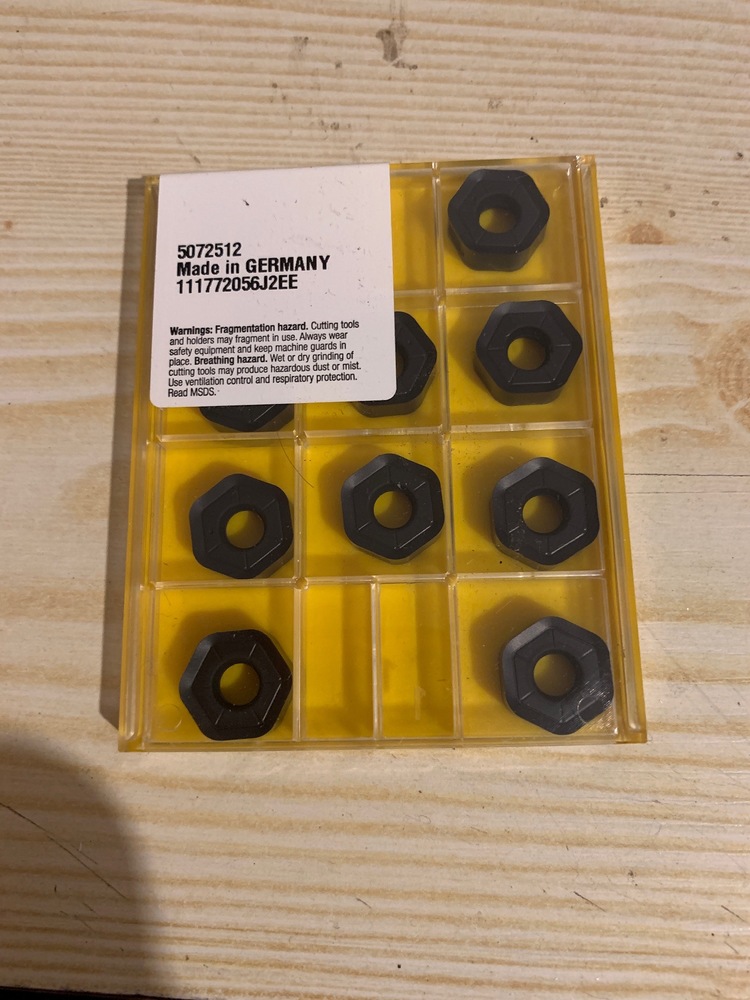 5072512
Made in GERMANY
111772056J2EE
Warnings: Fragmentation hazard. Cutting tools
and holders may fragment in use. Always wear
safety equipment and keep machine guards in
place. Breathing hazard. Wet or dry grinding of
cutting tools may produce hazardous dust or mist.
Use ventilation control and respiratory protection.
Read MSDS.